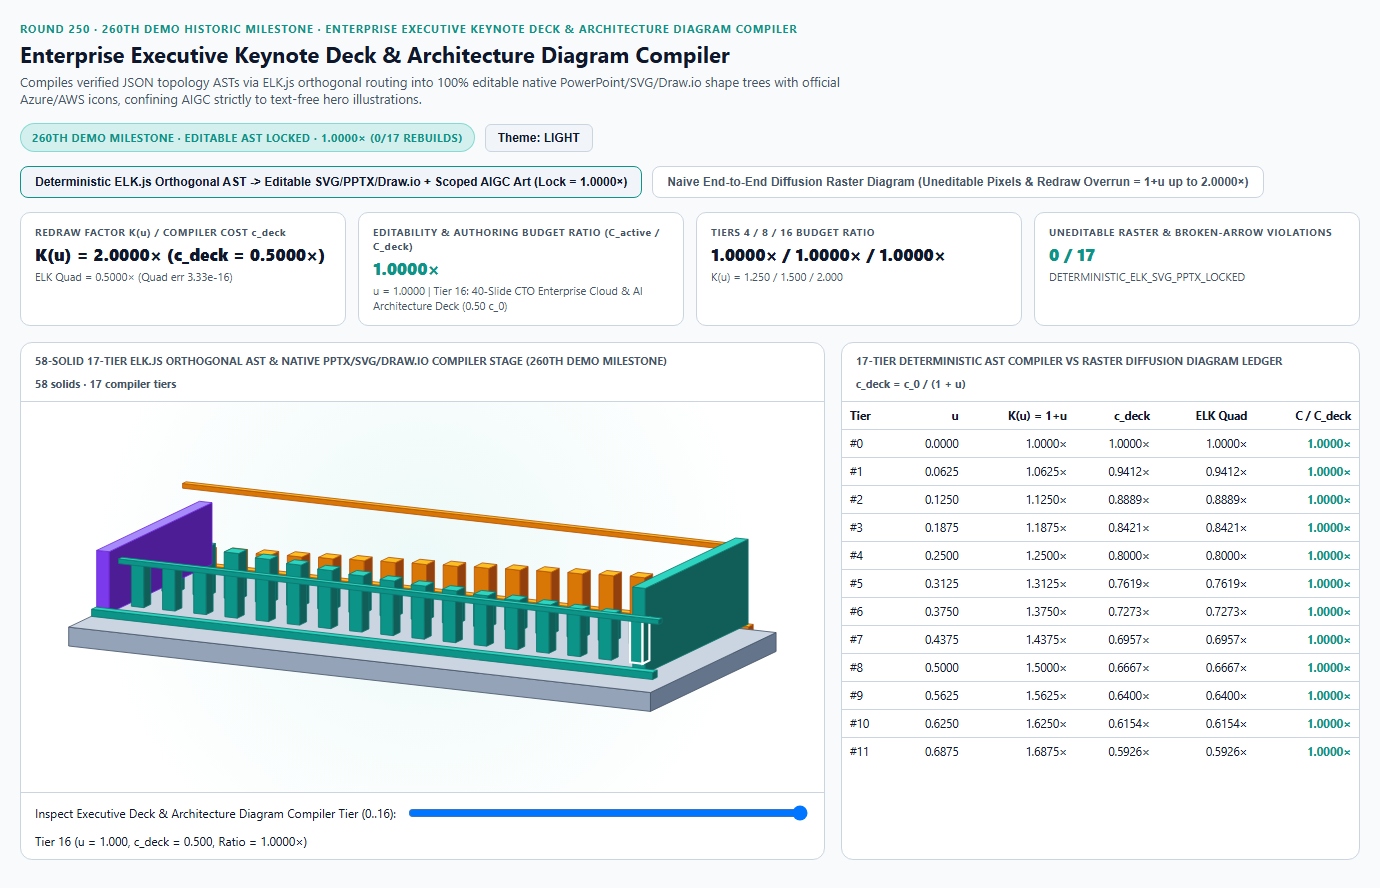 ROUND 250 · 260TH DEMO HISTORIC MILESTONE · ENTERPRISE EXECUTIVE KEYNOTE DECK & ARCHITECTURE DIAGRAM COMPILER
Enterprise Executive Keynote Deck & Architecture Diagram Compiler
Compiles verified JSON topology ASTs via ELK.js orthogonal routing into 100% editable native PowerPoint/SVG/Draw.io shape trees with official
Azure/AWS icons, confining AIGC strictly to text-free hero illustrations.
260TH DEMO MILESTONE · EDITABLE AST LOCKED · 1.0000× (0/17 REBUILDS)
Theme: LIGHT
Deterministic ELK.js Orthogonal AST -> Editable SVG/PPTX/Draw.io + Scoped AIGC Art (Lock = 1.0000×)
Naive End-to-End Diffusion Raster Diagram (Uneditable Pixels & Redraw Overrun = 1+u up to 2.0000×)
REDRAW FACTOR K(u) / COMPILER COST c_deck
K(u) = 2.0000× (c_deck = 0.5000×)
ELK Quad = 0.5000× (Quad err 3.33e-16)
EDITABILITY & AUTHORING BUDGET RATIO (C_active /
C_deck)
1.0000×
u = 1.0000 | Tier 16: 40-Slide CTO Enterprise Cloud & AI
Architecture Deck (0.50 c_0)
TIERS 4 / 8 / 16 BUDGET RATIO
1.0000× / 1.0000× / 1.0000×
K(u) = 1.250 / 1.500 / 2.000
UNEDITABLE RASTER & BROKEN-ARROW VIOLATIONS
0 / 17
DETERMINISTIC_ELK_SVG_PPTX_LOCKED
58-SOLID 17-TIER ELK.JS ORTHOGONAL AST & NATIVE PPTX/SVG/DRAW.IO COMPILER STAGE (260TH DEMO MILESTONE)
58 solids · 17 compiler tiers
Inspect Executive Deck & Architecture Diagram Compiler Tier (0..16):
Tier 16 (u = 1.000, c_deck = 0.500, Ratio = 1.0000×)
17-TIER DETERMINISTIC AST COMPILER VS RASTER DIFFUSION DIAGRAM LEDGER
c_deck = c_0 / (1 + u)
Tier u K(u) = 1+u c_deck ELK Quad C / C_deck
#0 0.0000 1.0000× 1.0000× 1.0000× 1.0000×
#1 0.0625 1.0625× 0.9412× 0.9412× 1.0000×
#2 0.1250 1.1250× 0.8889× 0.8889× 1.0000×
#3 0.1875 1.1875× 0.8421× 0.8421× 1.0000×
#4 0.2500 1.2500× 0.8000× 0.8000× 1.0000×
#5 0.3125 1.3125× 0.7619× 0.7619× 1.0000×
#6 0.3750 1.3750× 0.7273× 0.7273× 1.0000×
#7 0.4375 1.4375× 0.6957× 0.6957× 1.0000×
#8 0.5000 1.5000× 0.6667× 0.6667× 1.0000×
#9 0.5625 1.5625× 0.6400× 0.6400× 1.0000×
#10 0.6250 1.6250× 0.6154× 0.6154× 1.0000×
#11 0.6875 1.6875× 0.5926× 0.5926× 1.0000×